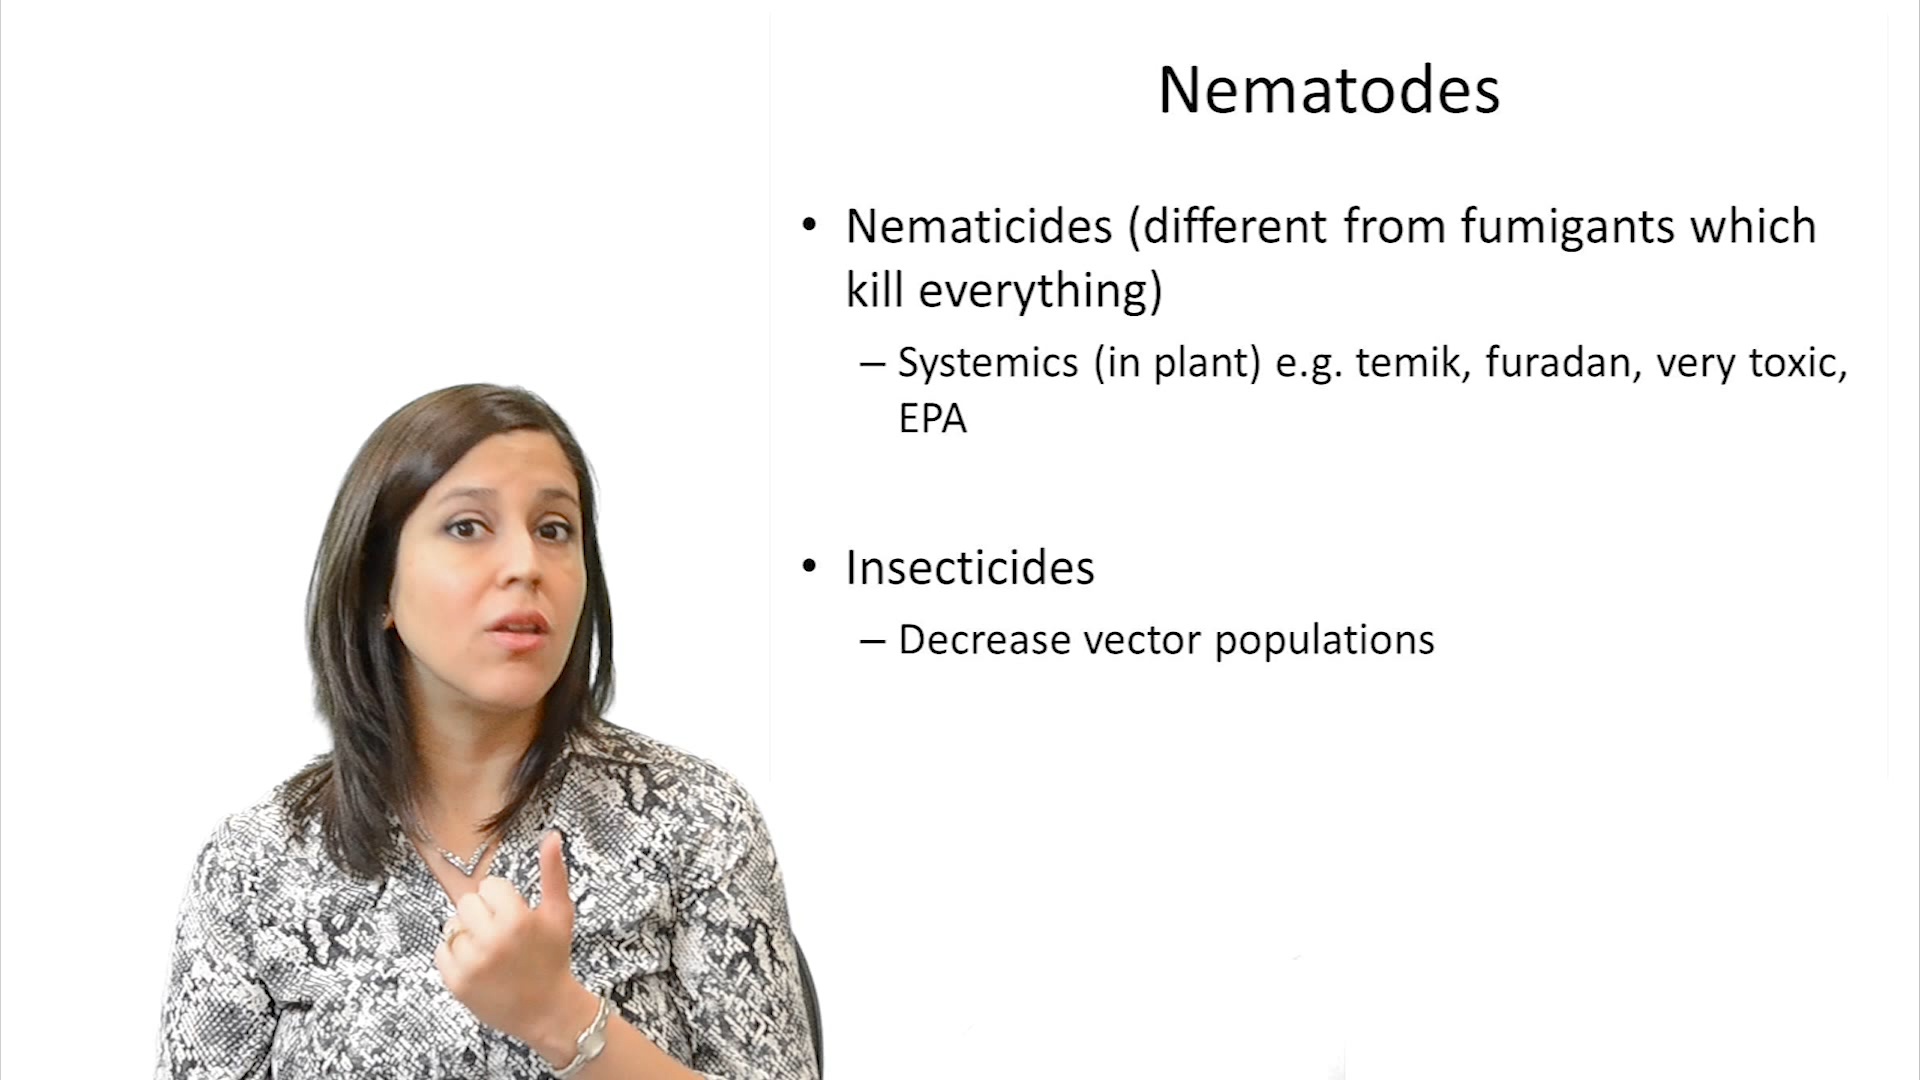 Nematodes
• Nematicides (different from fumigants which
kill everything)
– Systemics (in plant) e.g. temik, furadan, very toxic,
EPA
• Insecticides
– Decrease vector populations